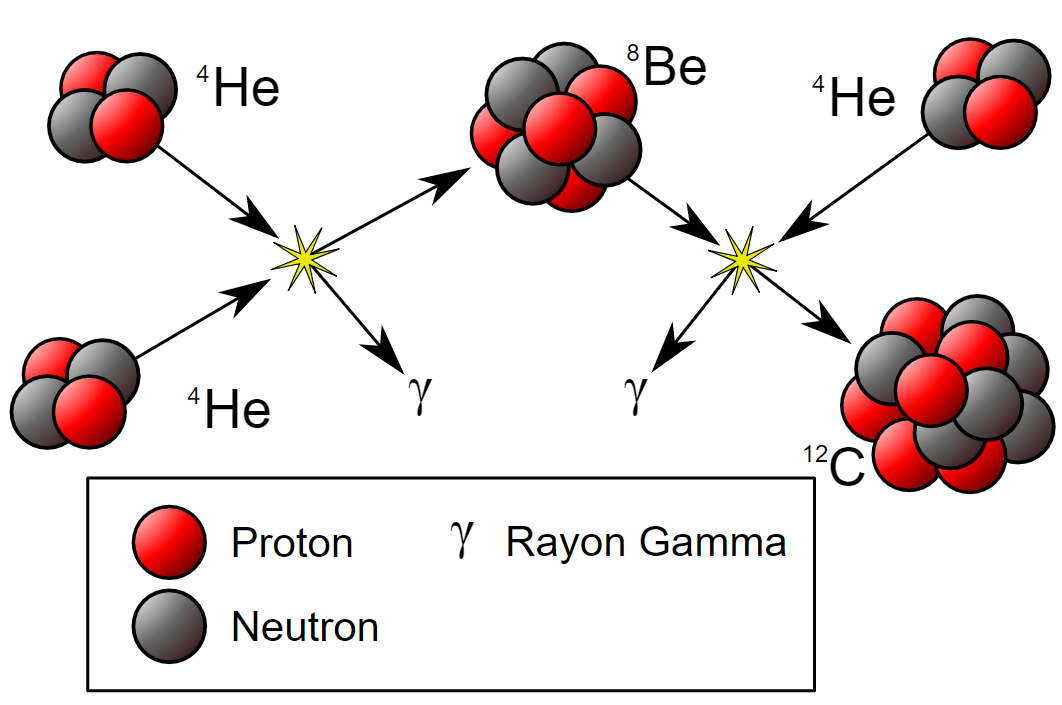 ⁴He
⁸Be
⁴He
⁴He
γ
γ
¹²C
Proton
γ Rayon Gamma
Neutron